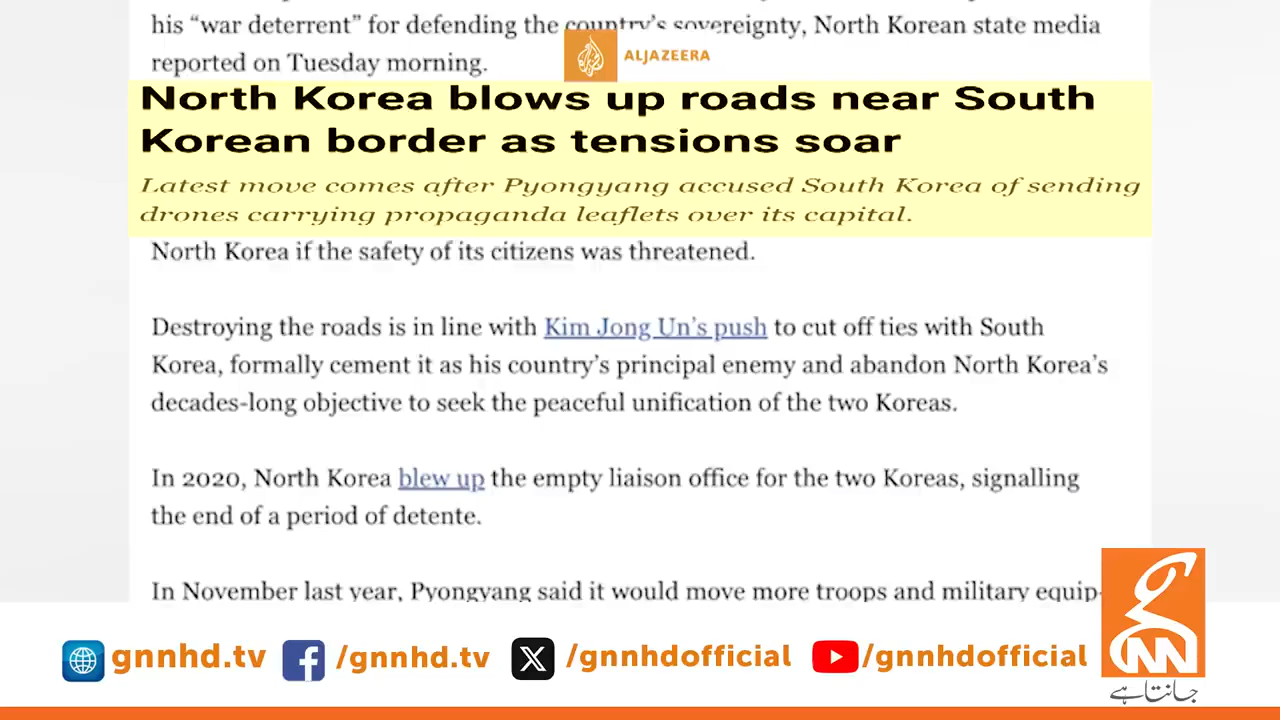 his “war deterrent” for defending the country’s sovereignty, North Korean state media
reported on Tuesday morning.
ALJAZEERA
North Korea blows up roads near South
Korean border as tensions soar
Latest move comes after Pyongyang accused South Korea of sending
drones carrying propaganda leaflets over its capital.
North Korea if the safety of its citizens was threatened.
Destroying the roads is in line with Kim Jong Un’s push to cut off ties with South
Korea, formally cement it as his country’s principal enemy and abandon North Korea’s
decades-long objective to seek the peaceful unification of the two Koreas.
In 2020, North Korea blew up the empty liaison office for the two Koreas, signalling
the end of a period of detente.
In November last year, Pyongyang said it would move more troops and military equip-
gnnhd.tv
/gnnhd.tv
/gnnhdofficial
/gnnhdofficial
GNN
جانتا ہے